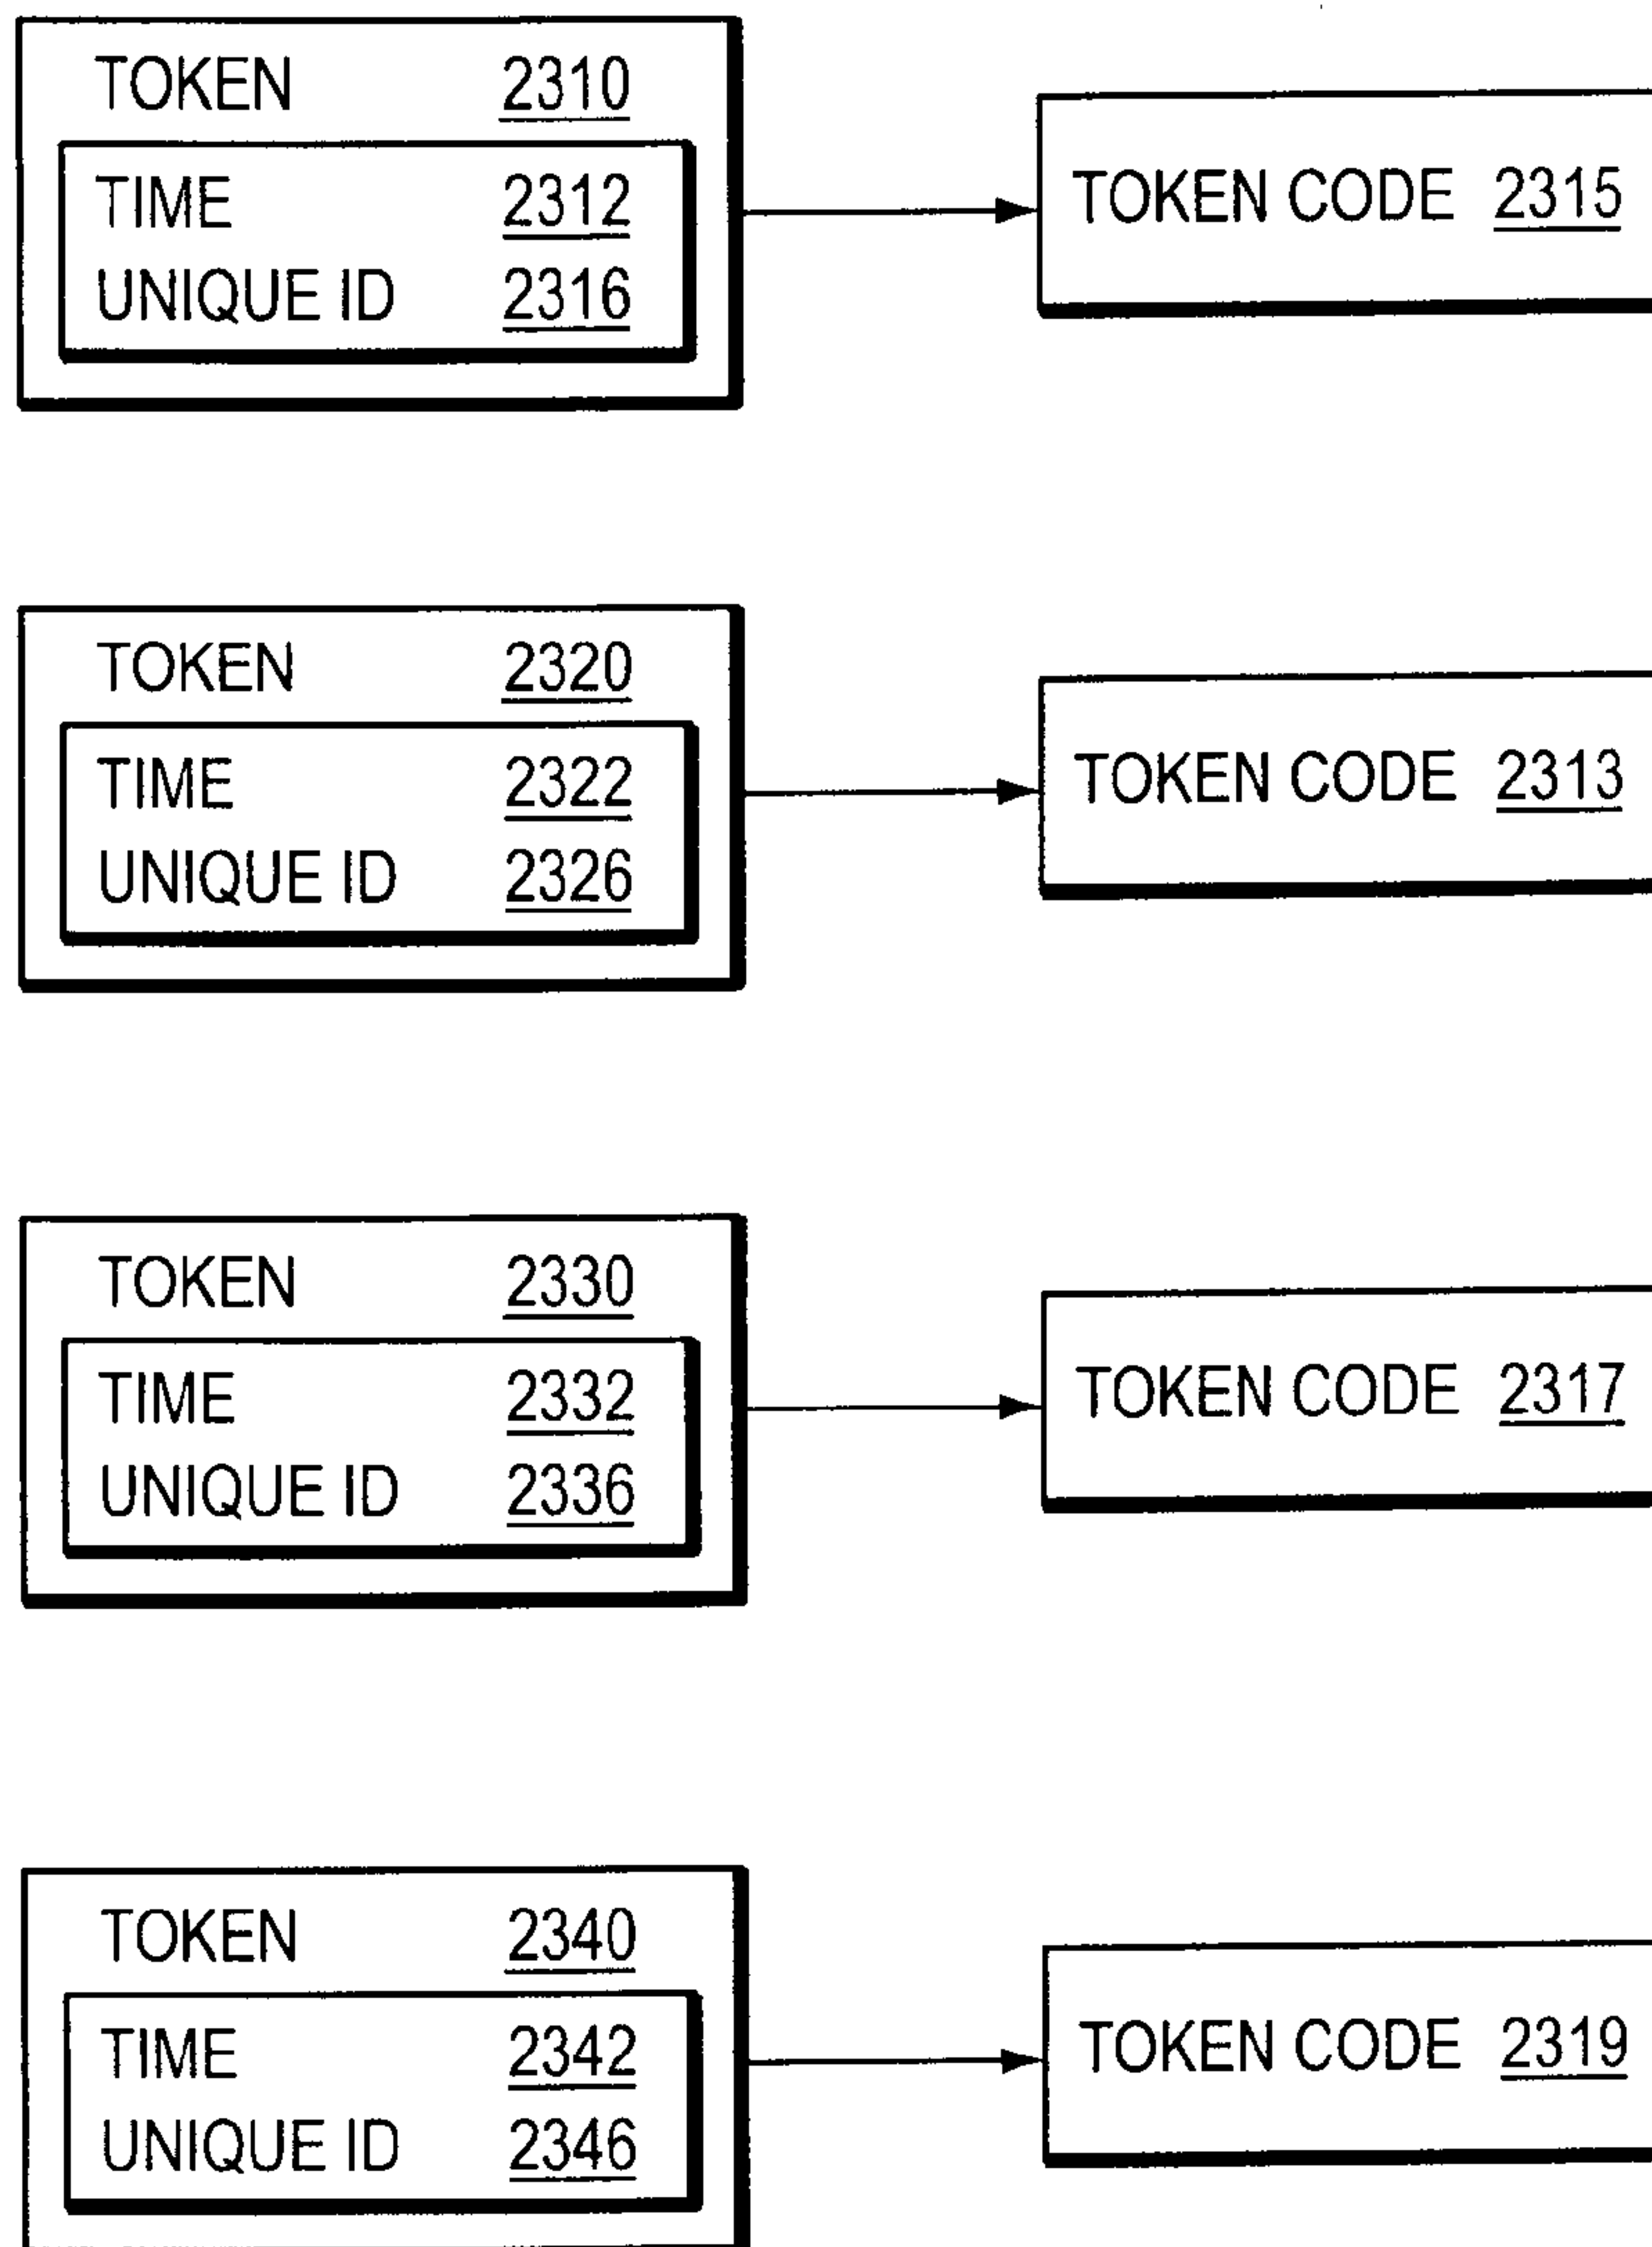 TOKEN 2310
TIME 2312
UNIQUE ID 2316
TOKEN CODE 2315
TOKEN 2320
TIME 2322
UNIQUE ID 2326
TOKEN CODE 2313
TOKEN 2330
TIME 2332
UNIQUE ID 2336
TOKEN CODE 2317
TOKEN 2340
TIME 2342
UNIQUE ID 2346
TOKEN CODE 2319